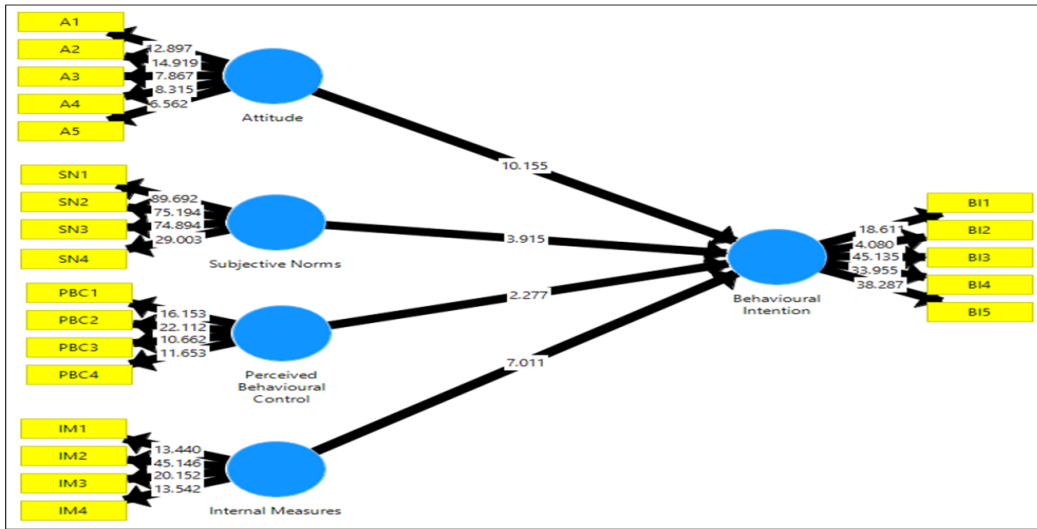 A1
A2
A3
A4
A5
12.897
14.919
7.867
8.315
6.562
Attitude
10.155
SN1
SN2
SN3
SN4
89.692
75.194
74.894
29.003
Subjective Norms
3.915
PBC1
PBC2
PBC3
PBC4
16.153
22.112
10.662
11.653
Perceived
Behavioural
Control
2.277
IM1
IM2
IM3
IM4
13.440
45.146
20.152
13.542
Internal Measures
7.011
Behavioural
Intention
18.611
4.080
45.135
33.955
38.287
BI1
BI2
BI3
BI4
BI5